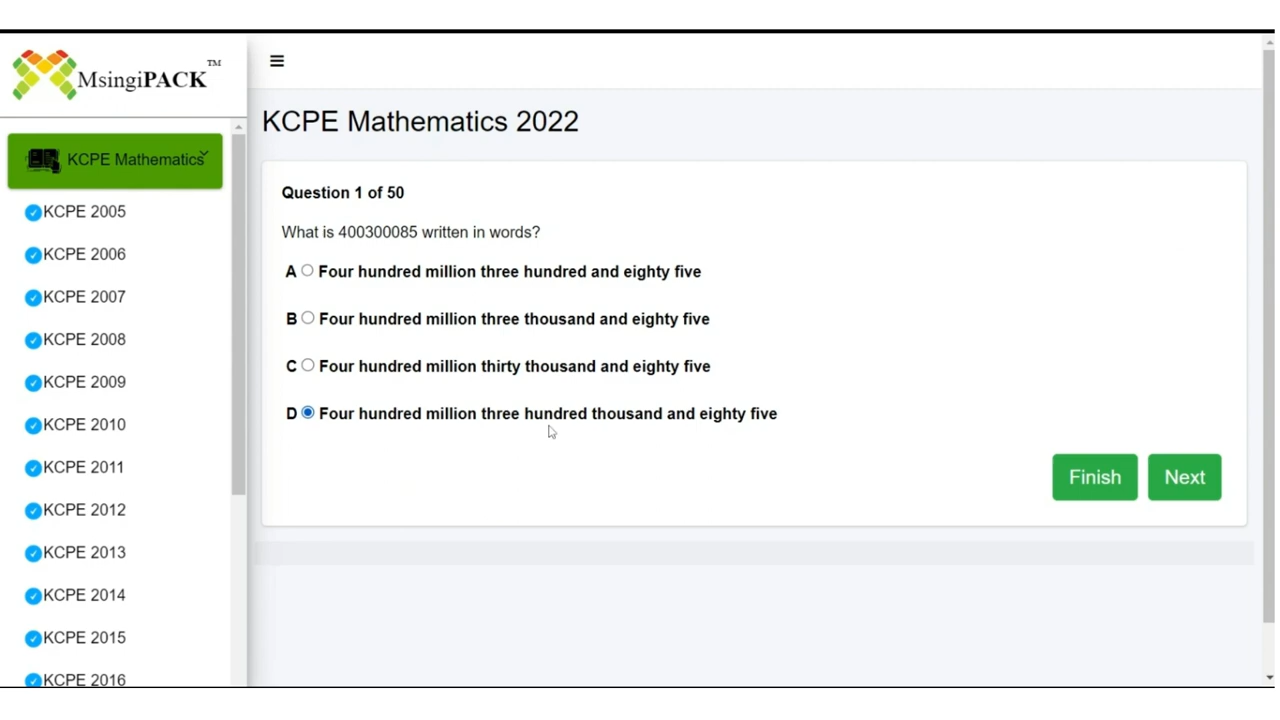 MsingiPACK TM
KCPE Mathematics
KCPE 2005
KCPE 2006
KCPE 2007
KCPE 2008
KCPE 2009
KCPE 2010
KCPE 2011
KCPE 2012
KCPE 2013
KCPE 2014
KCPE 2015
KCPE 2016
KCPE Mathematics 2022
Question 1 of 50
What is 400300085 written in words?
A Four hundred million three hundred and eighty five
B Four hundred million three thousand and eighty five
C Four hundred million thirty thousand and eighty five
D Four hundred million three hundred thousand and eighty five
Finish Next